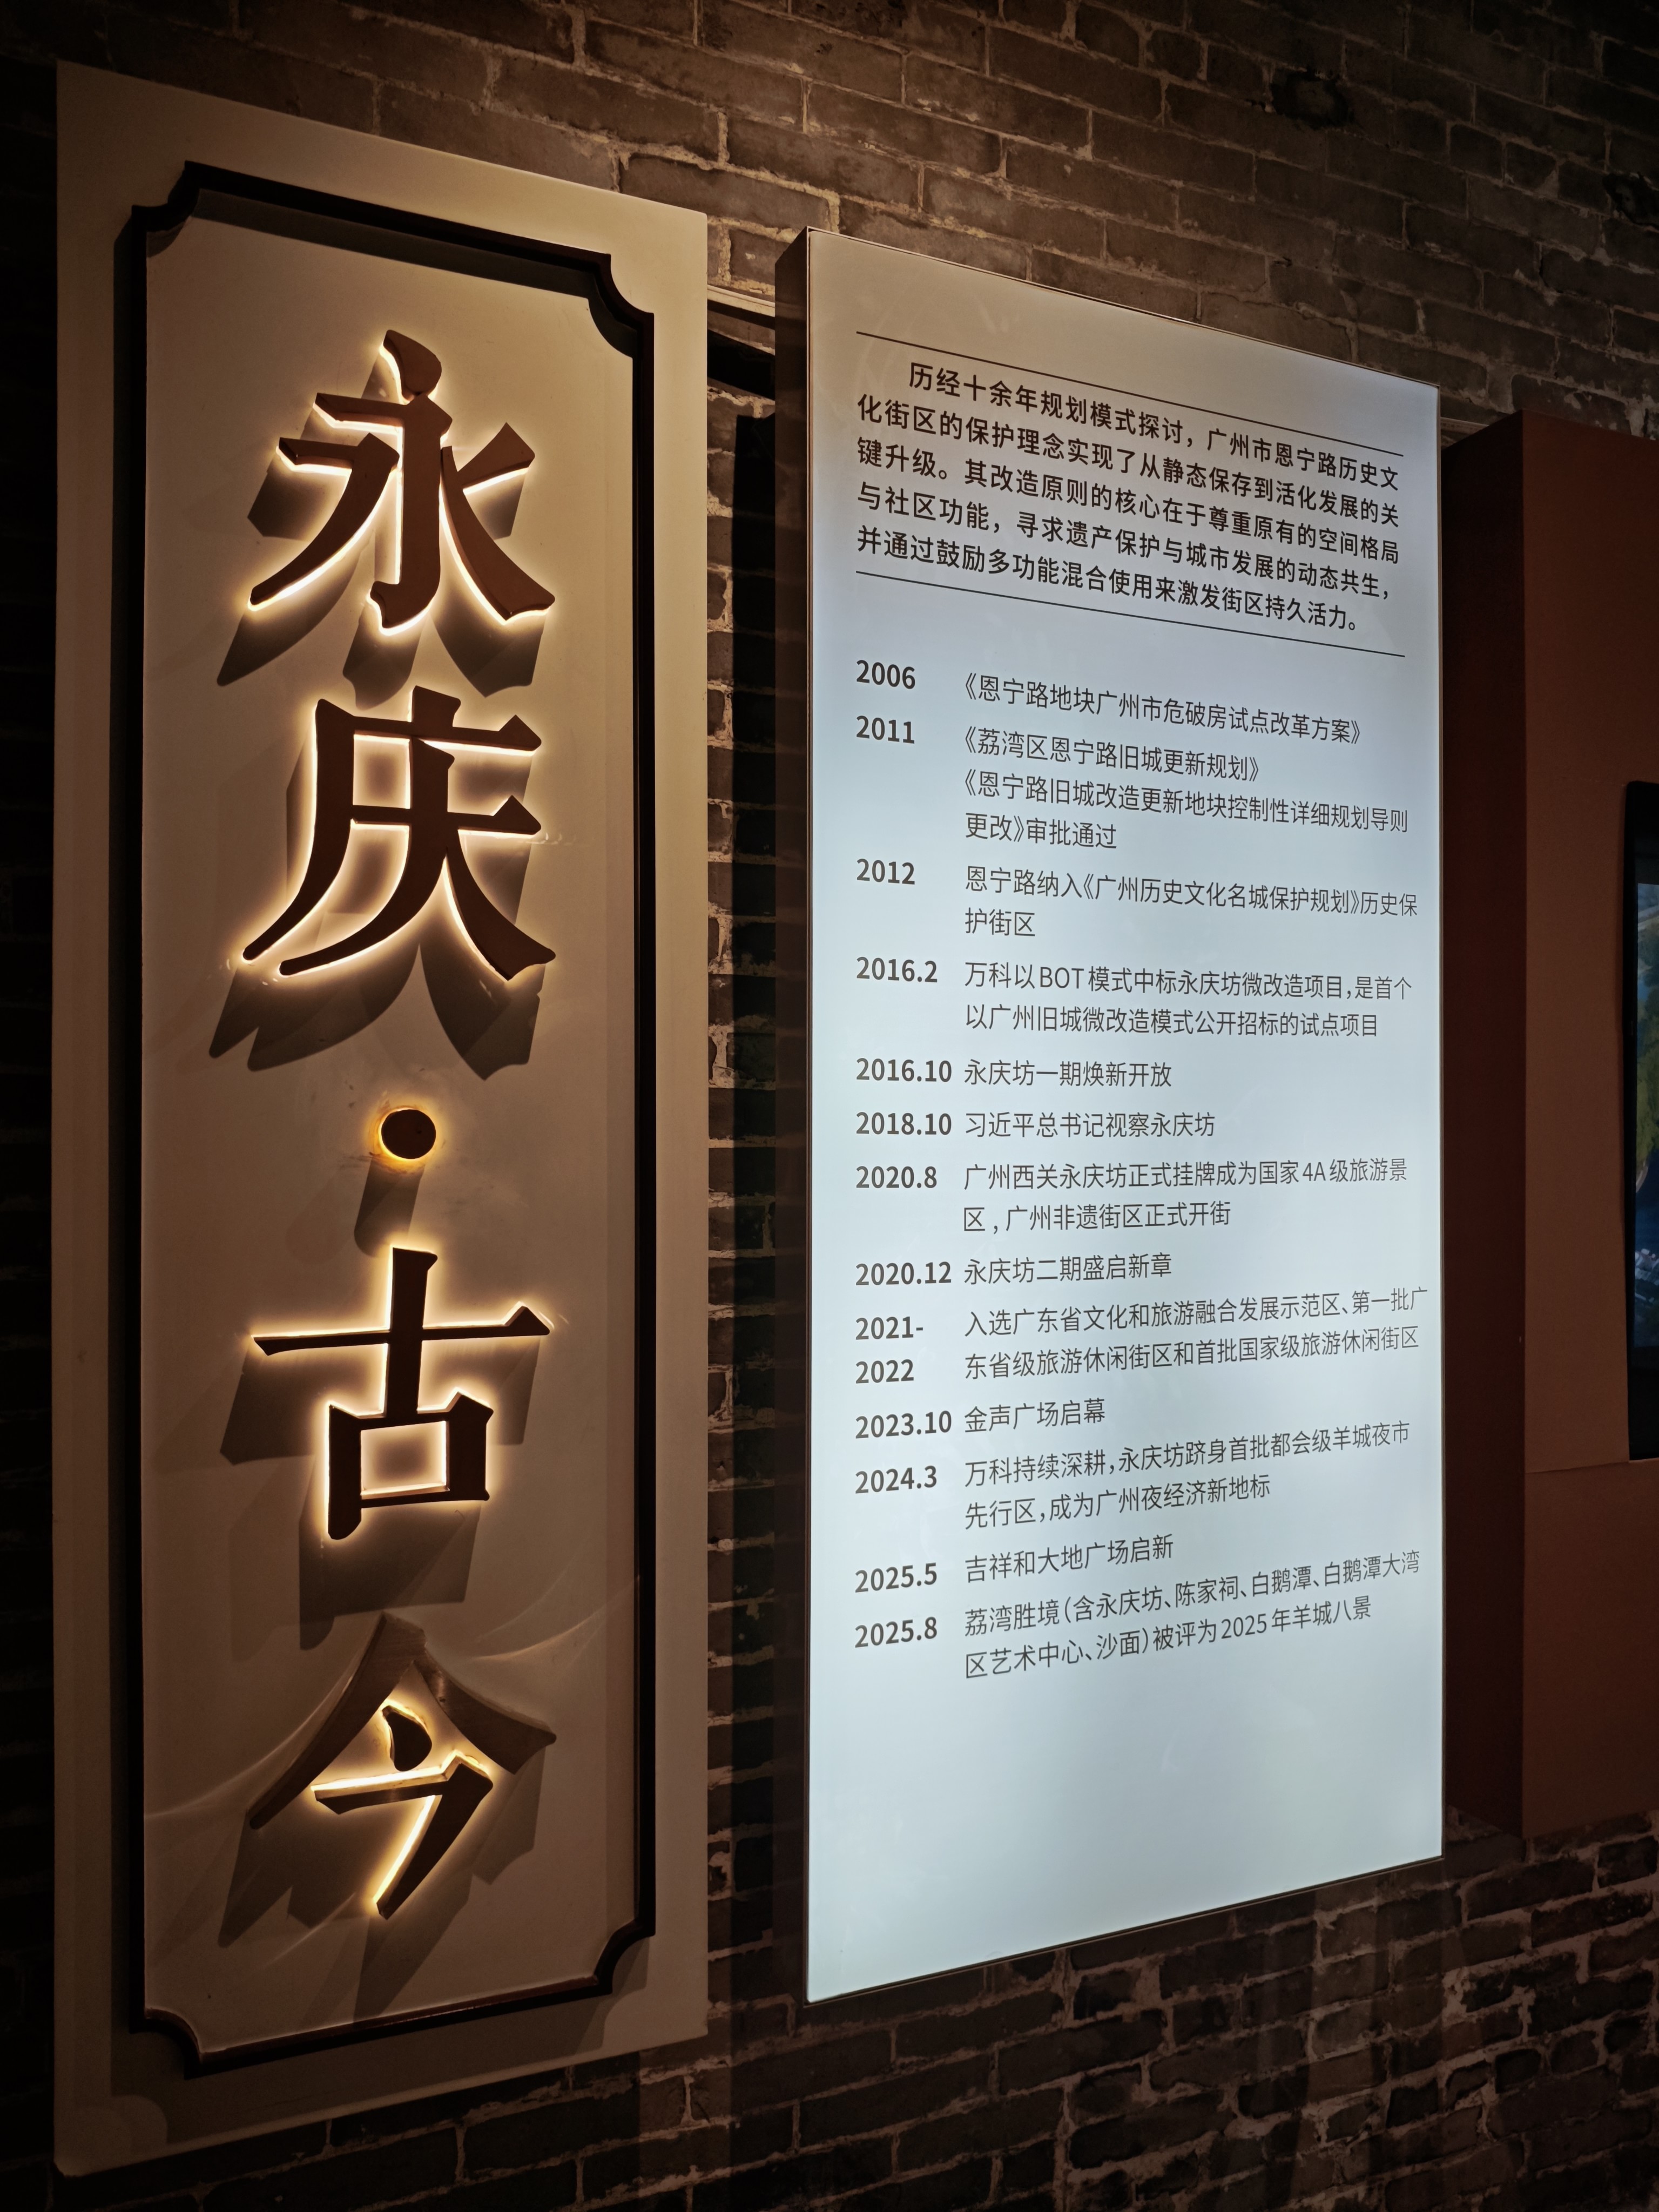 永庆·古今
历经十余年规划模式探讨，广州市恩宁路历史文
化街区的保护理念实现了从静态保存到活化发展的关
键升级。其改造原则的核心在于尊重原有的空间格局
与社区功能，寻求遗产保护与城市发展的动态共生，
并通过鼓励多功能混合使用来激发街区持久活力。
2006 《恩宁路地块广州市危破房试点改革方案》
2011 《荔湾区恩宁路旧城更新规划》
《恩宁路旧城改造更新地块控制性详细规划导则
更改》审批通过
2012 恩宁路纳入《广州历史文化名城保护规划》历史保
护街区
2016.2 万科以BOT模式中标永庆坊微改造项目，是首个
以广州旧城微改造模式公开招标的试点项目
2016.10 永庆坊一期焕新开放
2018.10 习近平总书记视察永庆坊
2020.8 广州西关永庆坊正式挂牌成为国家4A级旅游景
区，广州非遗街区正式开街
2020.12 永庆坊二期盛启新章
2021- 入选广东省文化和旅游融合发展示范区、第一批广
2022 东省级旅游休闲街区和首批国家级旅游休闲街区
2023.10 金声广场启幕
2024.3 万科持续深耕，永庆坊跻身首批都会级羊城夜市
先行区，成为广州夜经济新地标
2025.5 吉祥和大地广场启新
2025.8 荔湾胜境（含永庆坊、陈家祠、白鹅潭、白鹅潭大湾
区艺术中心、沙面）被评为2025年羊城八景